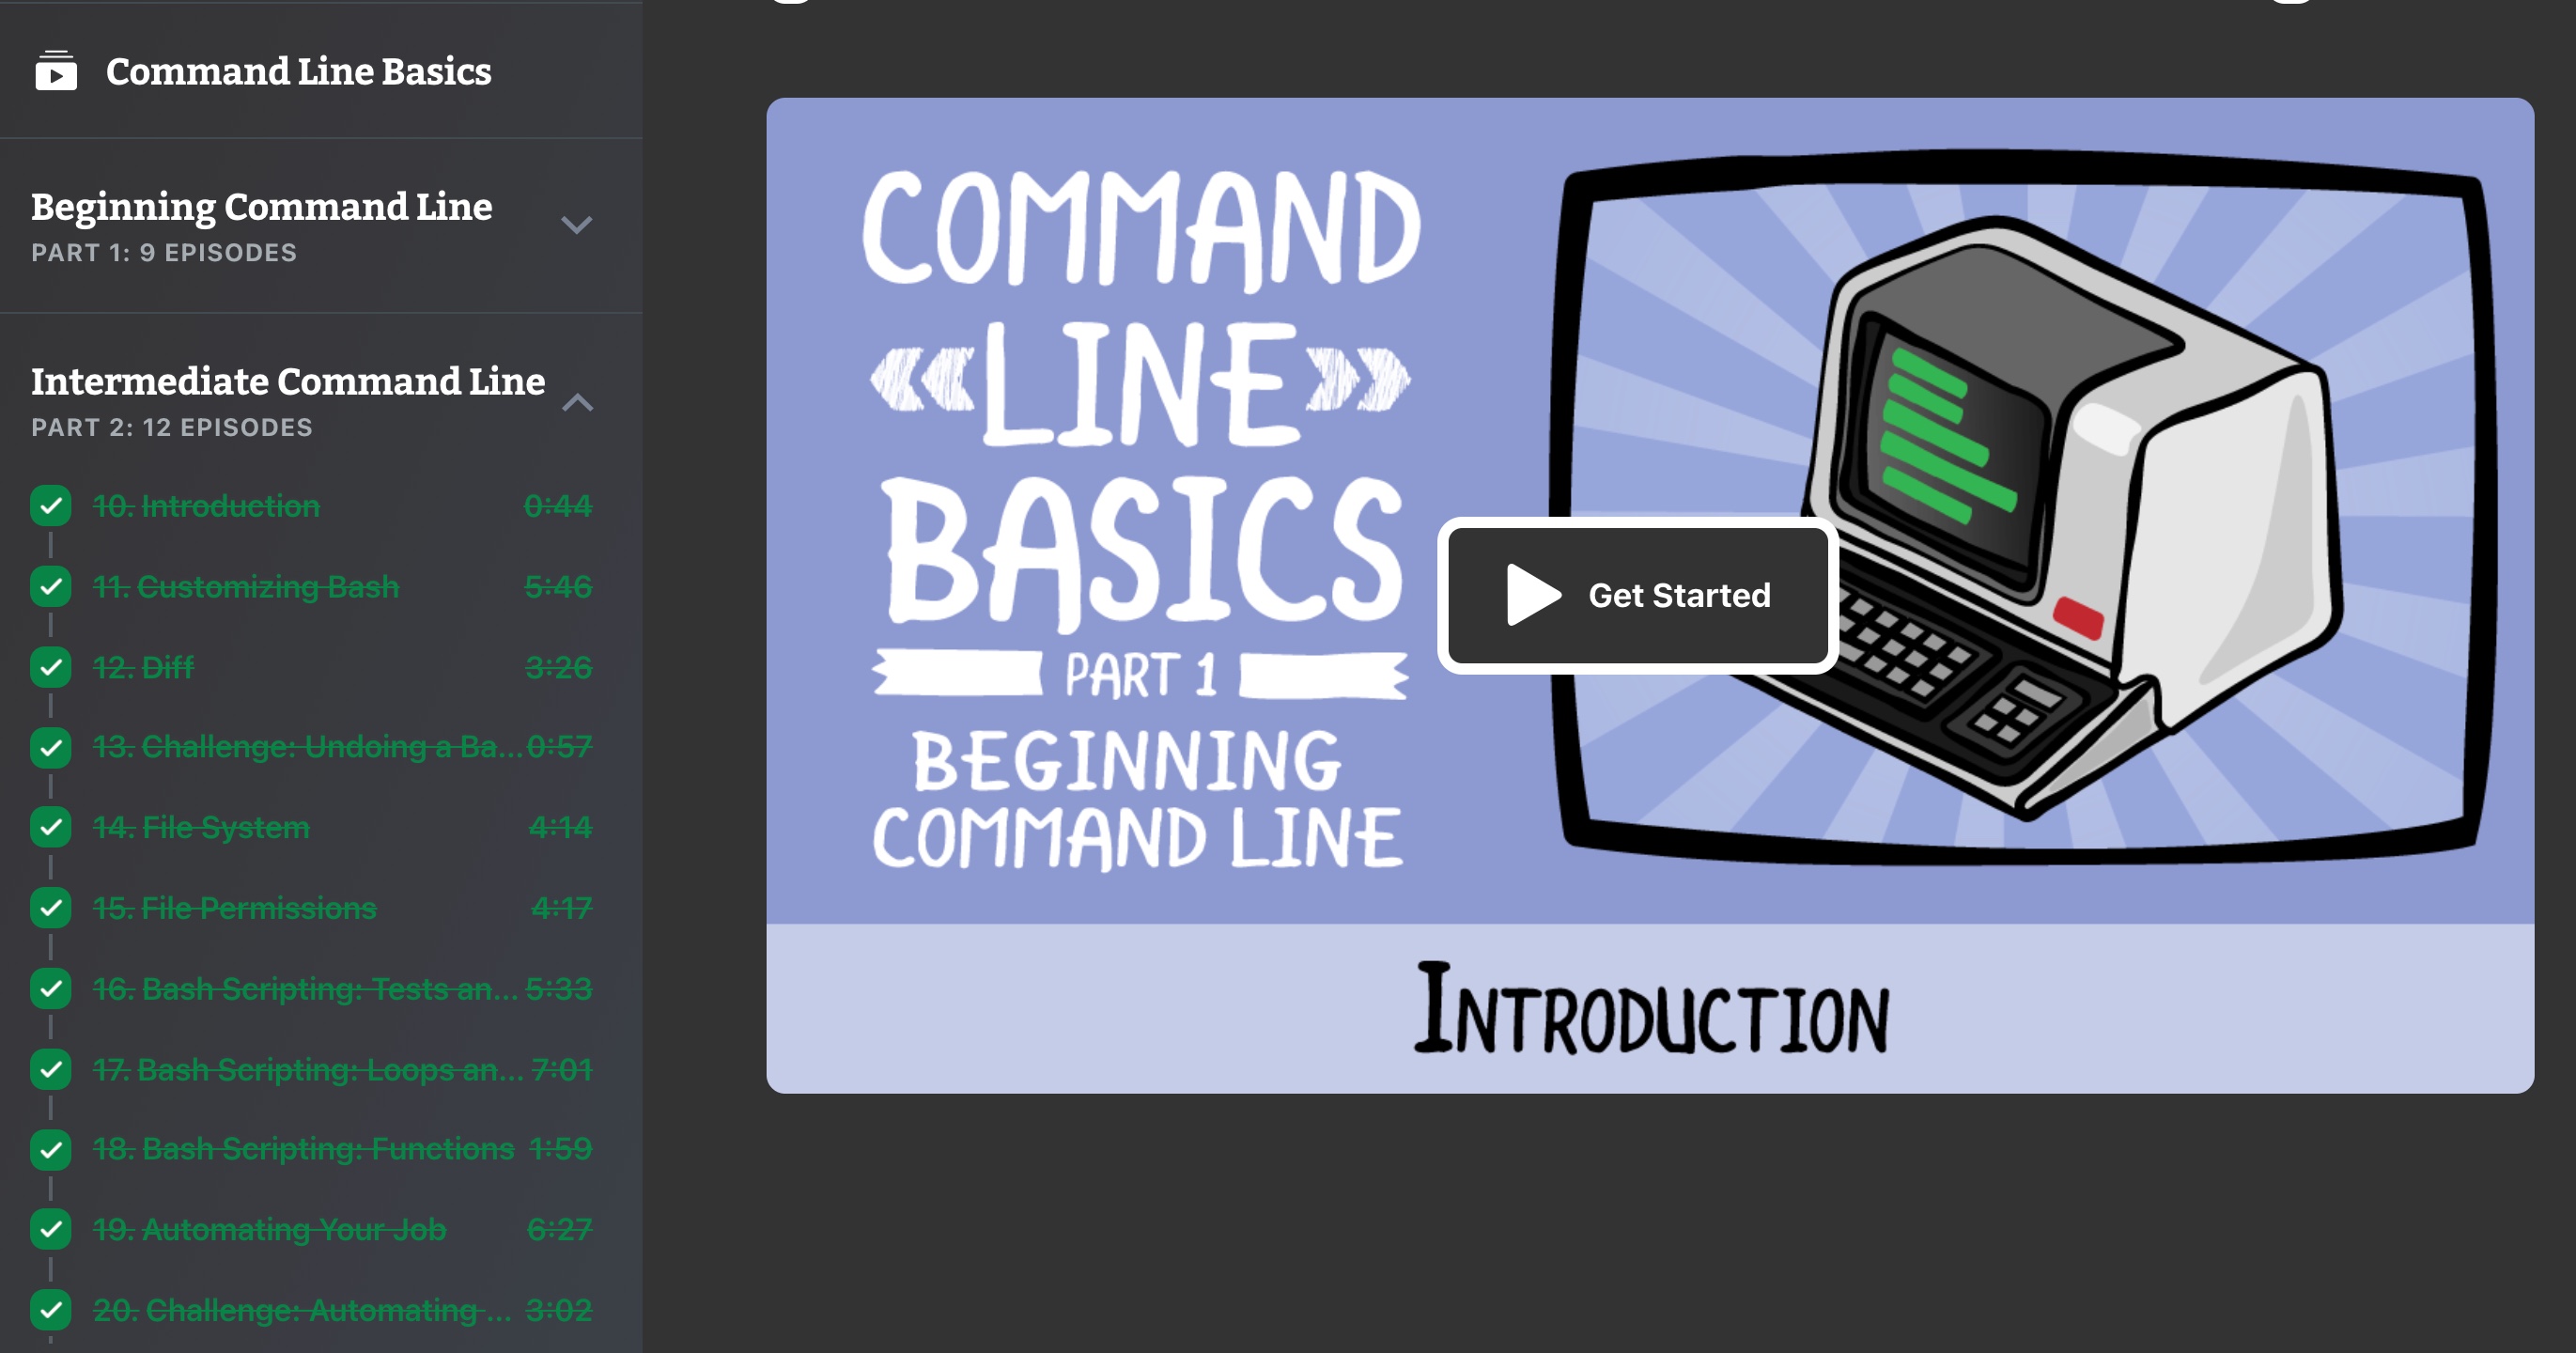 Command Line Basics
Beginning Command Line
PART 1: 9 EPISODES
Intermediate Command Line
PART 2: 12 EPISODES
10. Introduction 0:44
11. Customizing Bash 5:46
12. Diff 3:26
13. Challenge: Undoing a Ba... 0:57
14. File System 4:14
15. File Permissions 4:17
16. Bash Scripting: Tests an... 5:33
17. Bash Scripting: Loops an... 7:01
18. Bash Scripting: Functions 1:59
19. Automating Your Job 6:27
20. Challenge: Automating ... 3:02
COMMAND
«LINE»
BASICS
PART 1
BEGINNING
COMMAND LINE
Get Started
INTRODUCTION